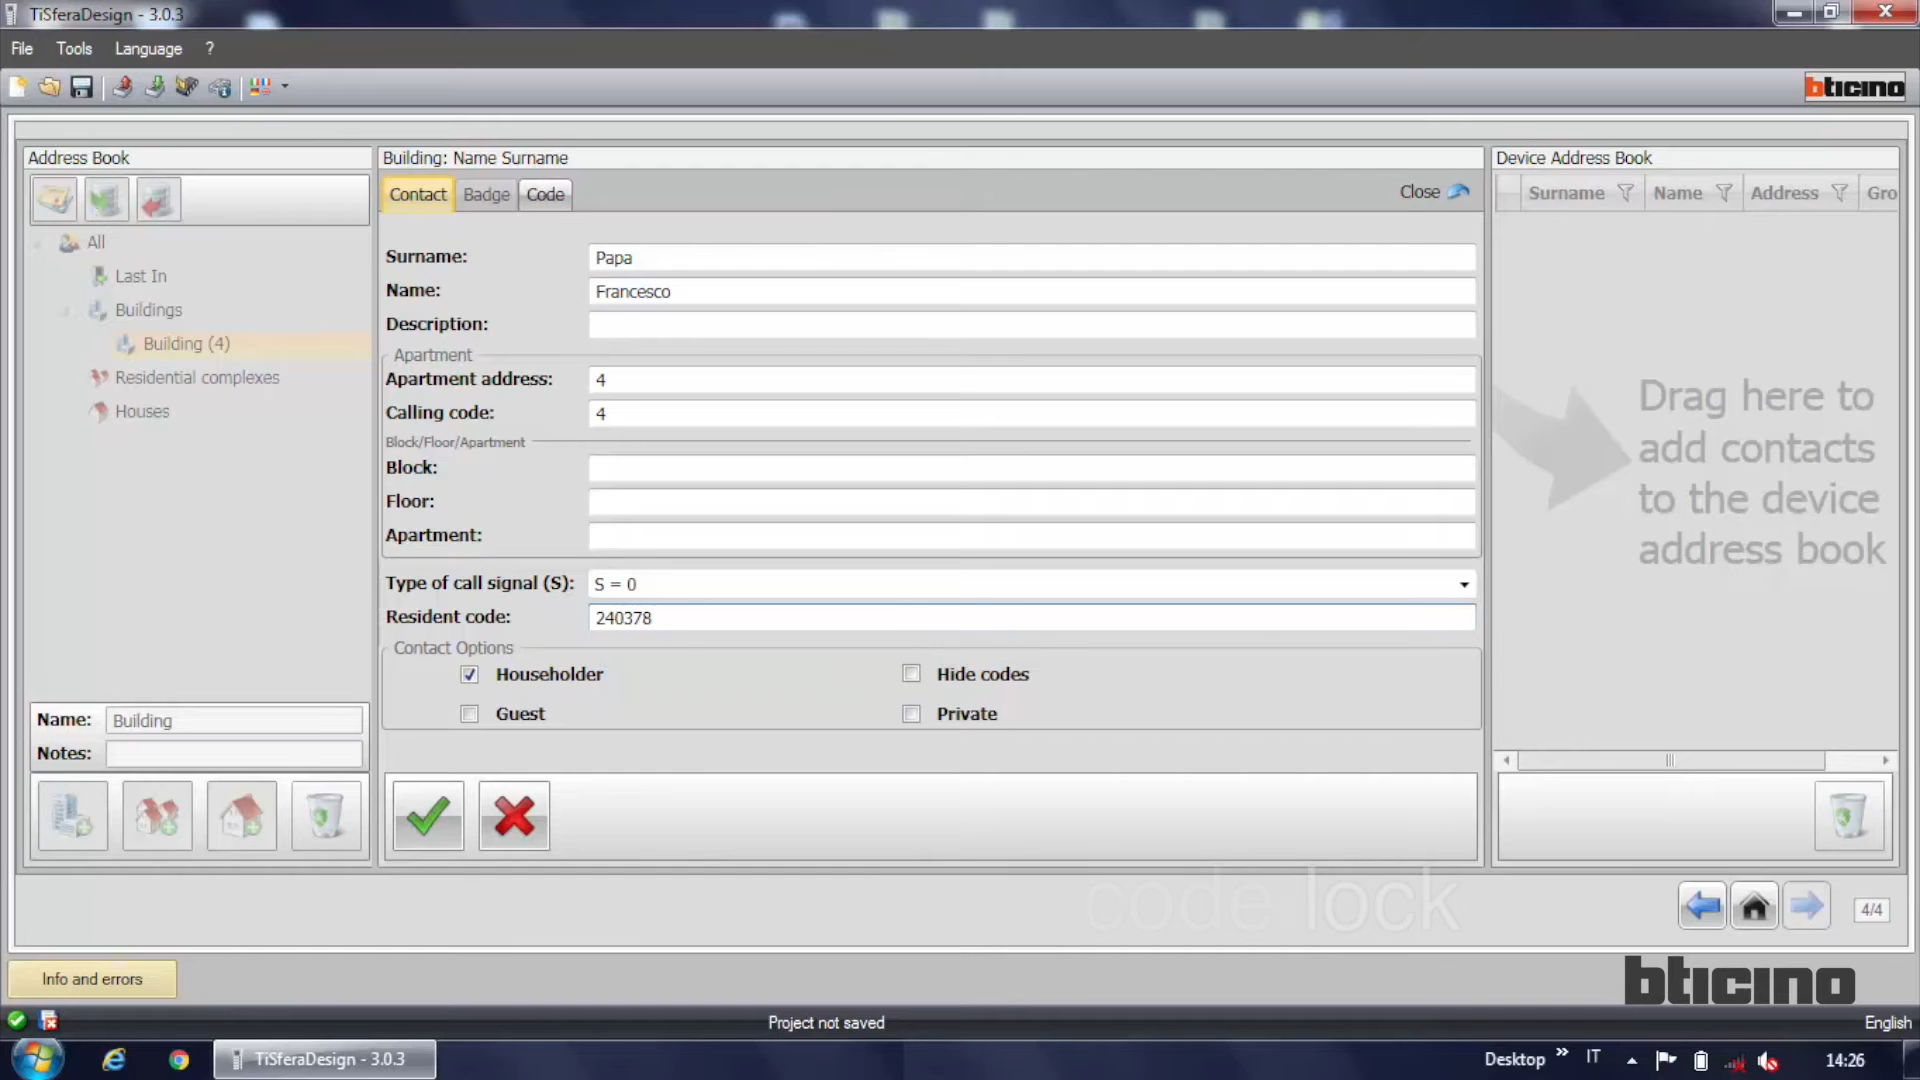 TiSferaDesign - 3.0.3
File Tools Language ?
bticino
Address Book
All
Last In
Buildings
Building (4)
Residential complexes
Houses
Name: Building
Notes:
Building: Name Surname
Contact Badge Code Close
Surname: Papa
Name: Francesco
Description:
Apartment
Apartment address: 4
Calling code: 4
Block/Floor/Apartment
Block:
Floor:
Apartment:
Type of call signal (S): S = 0
Resident code: 240378
Contact Options
Householder Hide codes
Guest Private
Device Address Book
Surname Name Address Gro
Drag here to
add contacts
to the device
address book
code lock
4/4
Info and errors
bticino
Project not saved
English
TiSferaDesign - 3.0.3
Desktop » IT 14:26